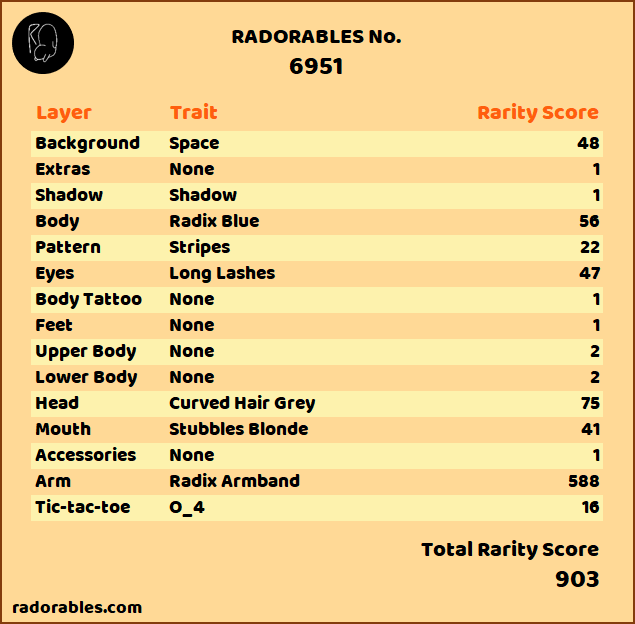 RADORABLES No.
6951
Layer Trait Rarity Score
Background Space 48
Extras None 1
Shadow Shadow 1
Body Radix Blue 56
Pattern Stripes 22
Eyes Long Lashes 47
Body Tattoo None 1
Feet None 1
Upper Body None 2
Lower Body None 2
Head Curved Hair Grey 75
Mouth Stubbles Blonde 41
Accessories None 1
Arm Radix Armband 588
Tic-tac-toe O_4 16
Total Rarity Score
903
radorables.com